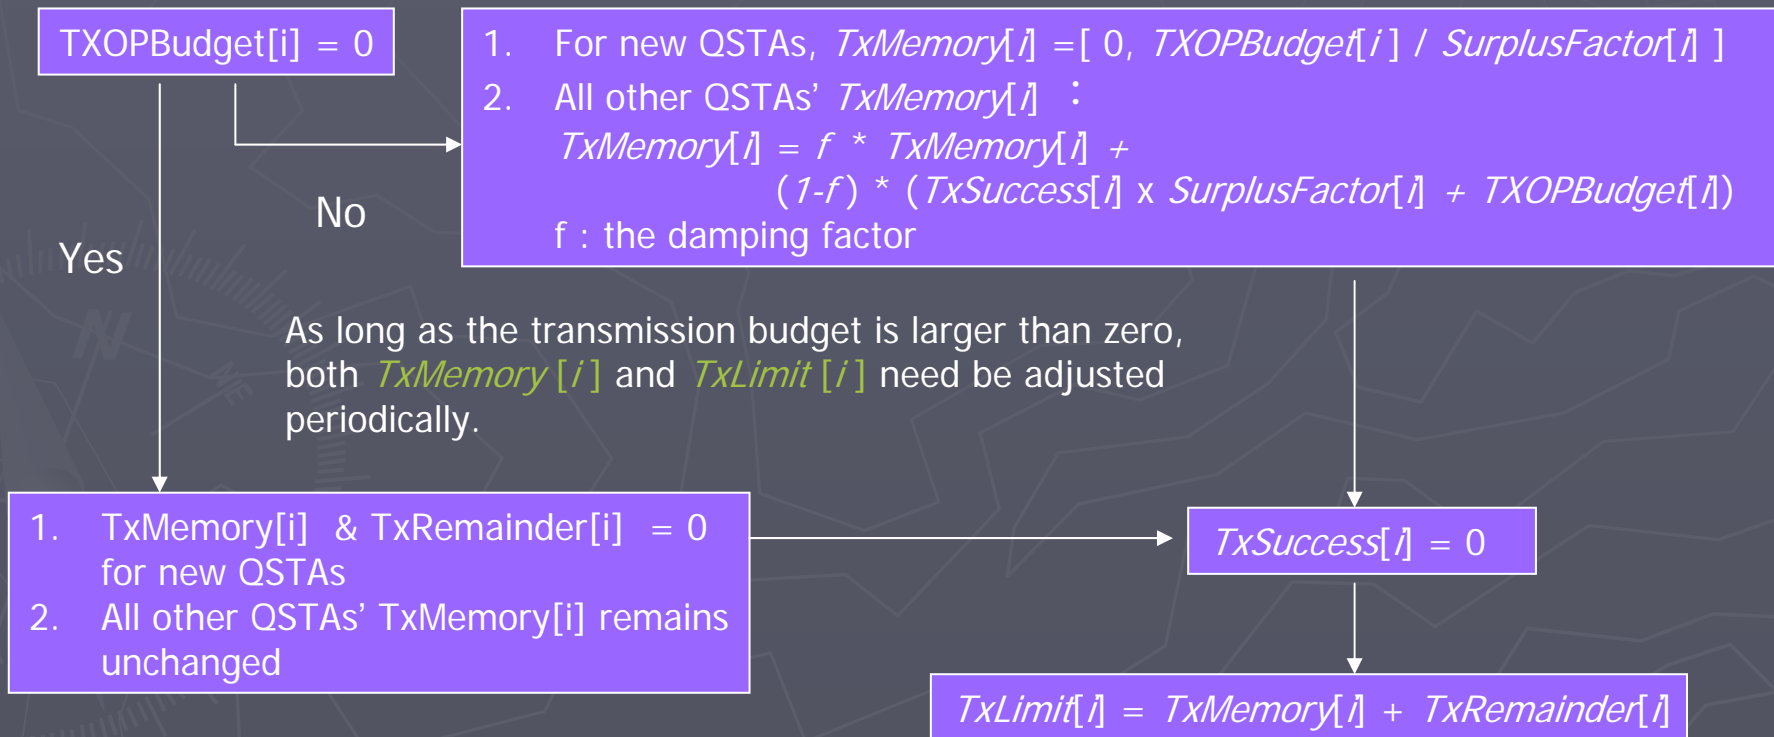 TXOPBudget[i] = 0
1. For new QSTAs, TxMemory[i] =[ 0, TXOPBudget[i ] / SurplusFactor[i] ]
2. All other QSTAs' TxMemory[i] :
TxMemory[i] = f * TxMemory[i] +
(1-f ) * (TxSuccess[i] x SurplusFactor[i] + TXOPBudget[i])
f : the damping factor
No
Yes
As long as the transmission budget is larger than zero,
both TxMemory [i ] and TxLimit [i ] need be adjusted
periodically.
1. TxMemory[i] & TxRemainder[i] = 0
for new QSTAs
2. All other QSTAs' TxMemory[i] remains
unchanged
TxSuccess[i] = 0
TxLimit[i] = TxMemory[i] + TxRemainder[i]
N
NE